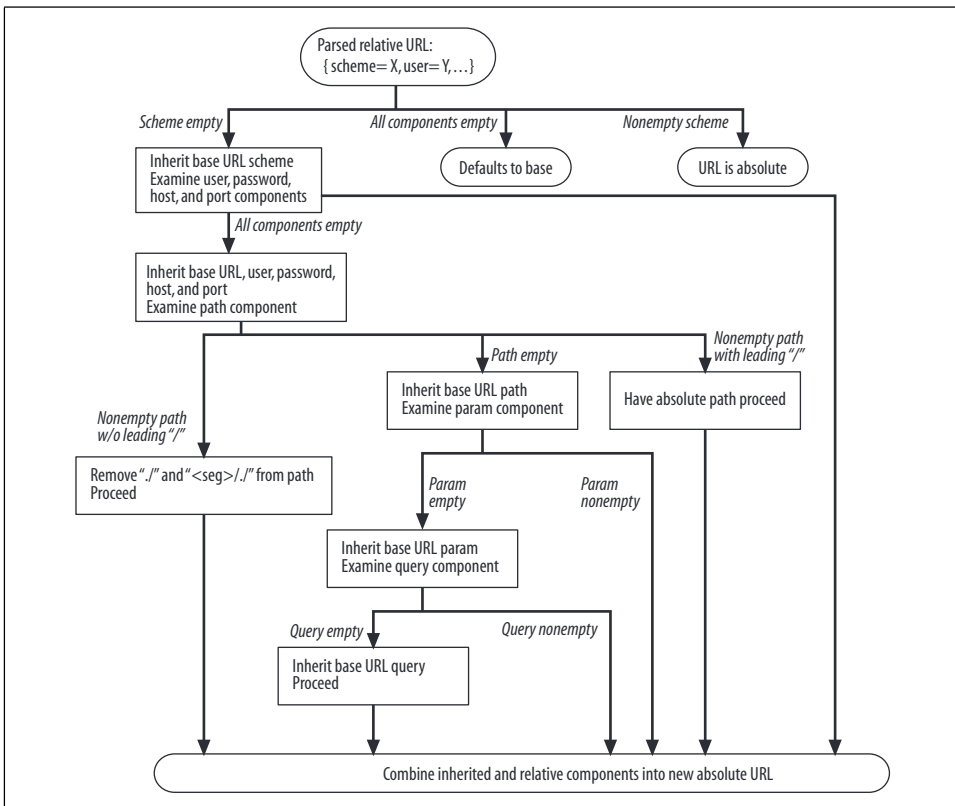 Parsed relative URL:
{ scheme= X, user= Y, …}
Scheme empty
All components empty
Nonempty scheme
Inherit base URL scheme
Examine user, password,
host, and port components
Defaults to base
URL is absolute
All components empty
Inherit base URL, user, password,
host, and port
Examine path component
Nonempty path
w/o leading “/”
Path empty
Nonempty path
with leading “/”
Inherit base URL path
Examine param component
Have absolute path proceed
Remove “./” and “<seg>/./” from path
Proceed
Param
empty
Param
nonempty
Inherit base URL param
Examine query component
Query empty
Query nonempty
Inherit base URL query
Proceed
Combine inherited and relative components into new absolute URL